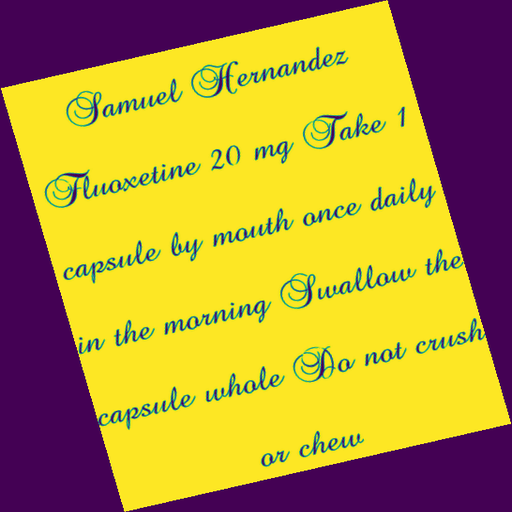 Samuel Hernandez
Fluoxetine 20 mg Take 1
capsule by mouth once daily
in the morning Swallow the
capsule whole Do not crush
or chew